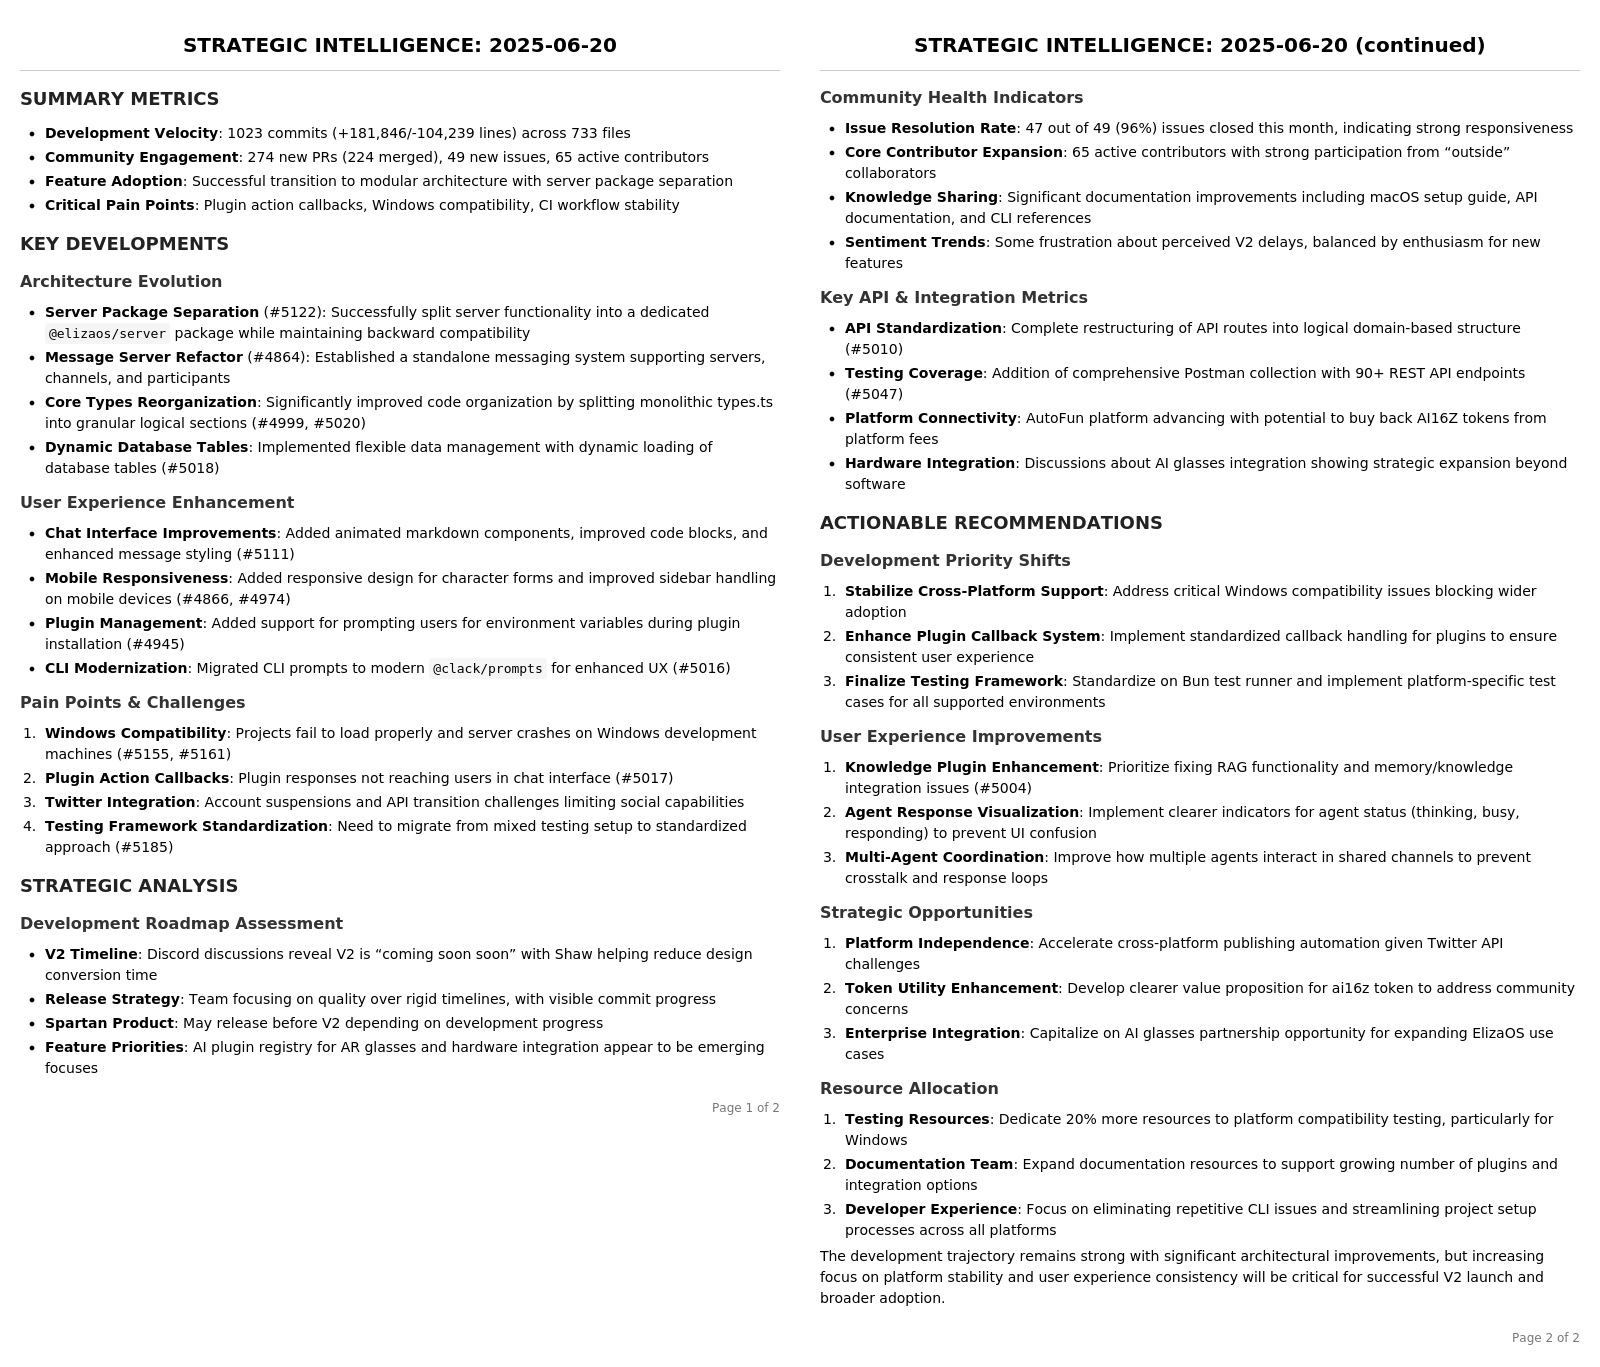 STRATEGIC INTELLIGENCE: 2025-06-20
SUMMARY METRICS
• Development Velocity: 1023 commits (+181,846/-104,239 lines) across 733 files
• Community Engagement: 274 new PRs (224 merged), 49 new issues, 65 active contributors
• Feature Adoption: Successful transition to modular architecture with server package separation
• Critical Pain Points: Plugin action callbacks, Windows compatibility, CI workflow stability
KEY DEVELOPMENTS
Architecture Evolution
• Server Package Separation (#5122): Successfully split server functionality into a dedicated
@elizaos/server package while maintaining backward compatibility
• Message Server Refactor (#4864): Established a standalone messaging system supporting servers,
channels, and participants
• Core Types Reorganization: Significantly improved code organization by splitting monolithic types.ts
into granular logical sections (#4999, #5020)
• Dynamic Database Tables: Implemented flexible data management with dynamic loading of
database tables (#5018)
User Experience Enhancement
• Chat Interface Improvements: Added animated markdown components, improved code blocks, and
enhanced message styling (#5111)
• Mobile Responsiveness: Added responsive design for character forms and improved sidebar handling
on mobile devices (#4866, #4974)
• Plugin Management: Added support for prompting users for environment variables during plugin
installation (#4945)
• CLI Modernization: Migrated CLI prompts to modern @clack/prompts for enhanced UX (#5016)
Pain Points & Challenges
1. Windows Compatibility: Projects fail to load properly and server crashes on Windows development
machines (#5155, #5161)
2. Plugin Action Callbacks: Plugin responses not reaching users in chat interface (#5017)
3. Twitter Integration: Account suspensions and API transition challenges limiting social capabilities
4. Testing Framework Standardization: Need to migrate from mixed testing setup to standardized
approach (#5185)
STRATEGIC ANALYSIS
Development Roadmap Assessment
• V2 Timeline: Discord discussions reveal V2 is “coming soon soon” with Shaw helping reduce design
conversion time
• Release Strategy: Team focusing on quality over rigid timelines, with visible commit progress
• Spartan Product: May release before V2 depending on development progress
• Feature Priorities: AI plugin registry for AR glasses and hardware integration appear to be emerging
focuses
Page 1 of 2
STRATEGIC INTELLIGENCE: 2025-06-20 (continued)
Community Health Indicators
• Issue Resolution Rate: 47 out of 49 (96%) issues closed this month, indicating strong responsiveness
• Core Contributor Expansion: 65 active contributors with strong participation from “outside”
collaborators
• Knowledge Sharing: Significant documentation improvements including macOS setup guide, API
documentation, and CLI references
• Sentiment Trends: Some frustration about perceived V2 delays, balanced by enthusiasm for new
features
Key API & Integration Metrics
• API Standardization: Complete restructuring of API routes into logical domain-based structure
(#5010)
• Testing Coverage: Addition of comprehensive Postman collection with 90+ REST API endpoints
(#5047)
• Platform Connectivity: AutoFun platform advancing with potential to buy back AI16Z tokens from
platform fees
• Hardware Integration: Discussions about AI glasses integration showing strategic expansion beyond
software
ACTIONABLE RECOMMENDATIONS
Development Priority Shifts
1. Stabilize Cross-Platform Support: Address critical Windows compatibility issues blocking wider
adoption
2. Enhance Plugin Callback System: Implement standardized callback handling for plugins to ensure
consistent user experience
3. Finalize Testing Framework: Standardize on Bun test runner and implement platform-specific test
cases for all supported environments
User Experience Improvements
1. Knowledge Plugin Enhancement: Prioritize fixing RAG functionality and memory/knowledge
integration issues (#5004)
2. Agent Response Visualization: Implement clearer indicators for agent status (thinking, busy,
responding) to prevent UI confusion
3. Multi-Agent Coordination: Improve how multiple agents interact in shared channels to prevent
crosstalk and response loops
Strategic Opportunities
1. Platform Independence: Accelerate cross-platform publishing automation given Twitter API
challenges
2. Token Utility Enhancement: Develop clearer value proposition for ai16z token to address community
concerns
3. Enterprise Integration: Capitalize on AI glasses partnership opportunity for expanding ElizaOS use
cases
Resource Allocation
1. Testing Resources: Dedicate 20% more resources to platform compatibility testing, particularly for
Windows
2. Documentation Team: Expand documentation resources to support growing number of plugins and
integration options
3. Developer Experience: Focus on eliminating repetitive CLI issues and streamlining project setup
processes across all platforms
The development trajectory remains strong with significant architectural improvements, but increasing
focus on platform stability and user experience consistency will be critical for successful V2 launch and
broader adoption.
Page 2 of 2